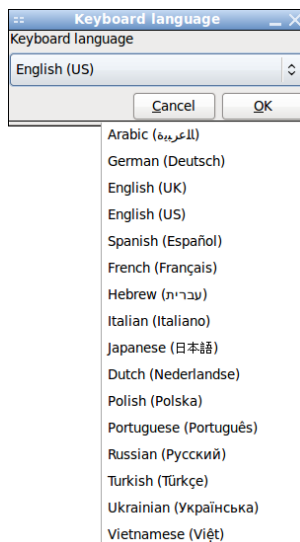 Keyboard language
Keyboard language
English (US)
Cancel
OK
Arabic (العربية)
German (Deutsch)
English (UK)
English (US)
Spanish (Español)
French (Français)
Hebrew (עברית)
Italian (Italiano)
Japanese (日本語)
Dutch (Nederlandse)
Polish (Polska)
Portuguese (Português)
Russian (Русский)
Turkish (Türkçe)
Ukrainian (Українська)
Vietnamese (Việt)